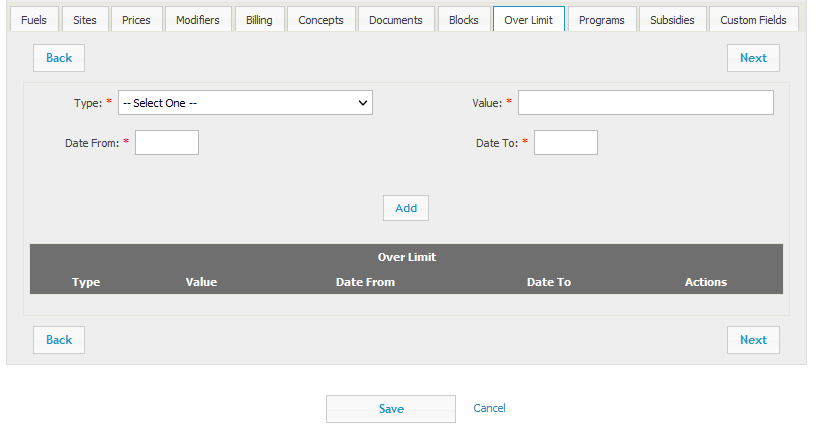 Fuels Sites Prices Modifiers Billing Concepts Documents Blocks Over Limit Programs Subsidies Custom Fields
Back Next
Type: * -- Select One -- Value: *
Date From: * Date To: *
Add
Over Limit
Type Value Date From Date To Actions
Back Next
Save Cancel